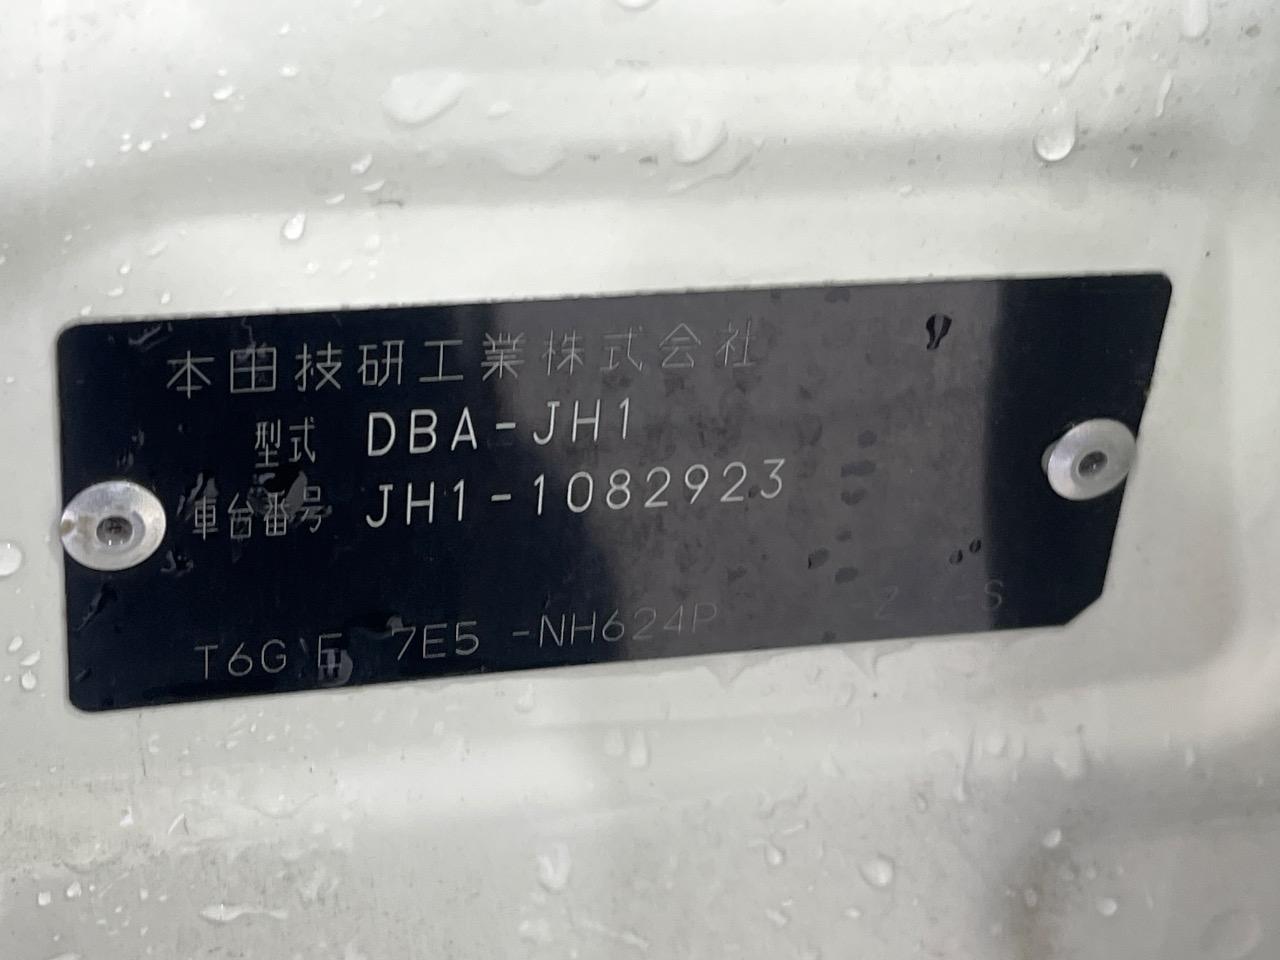 本田技研工業株式会社
型式 DBA-JH1
車台番号 JH1-1082923
T6G F 7E5 -NH624P 2 -S